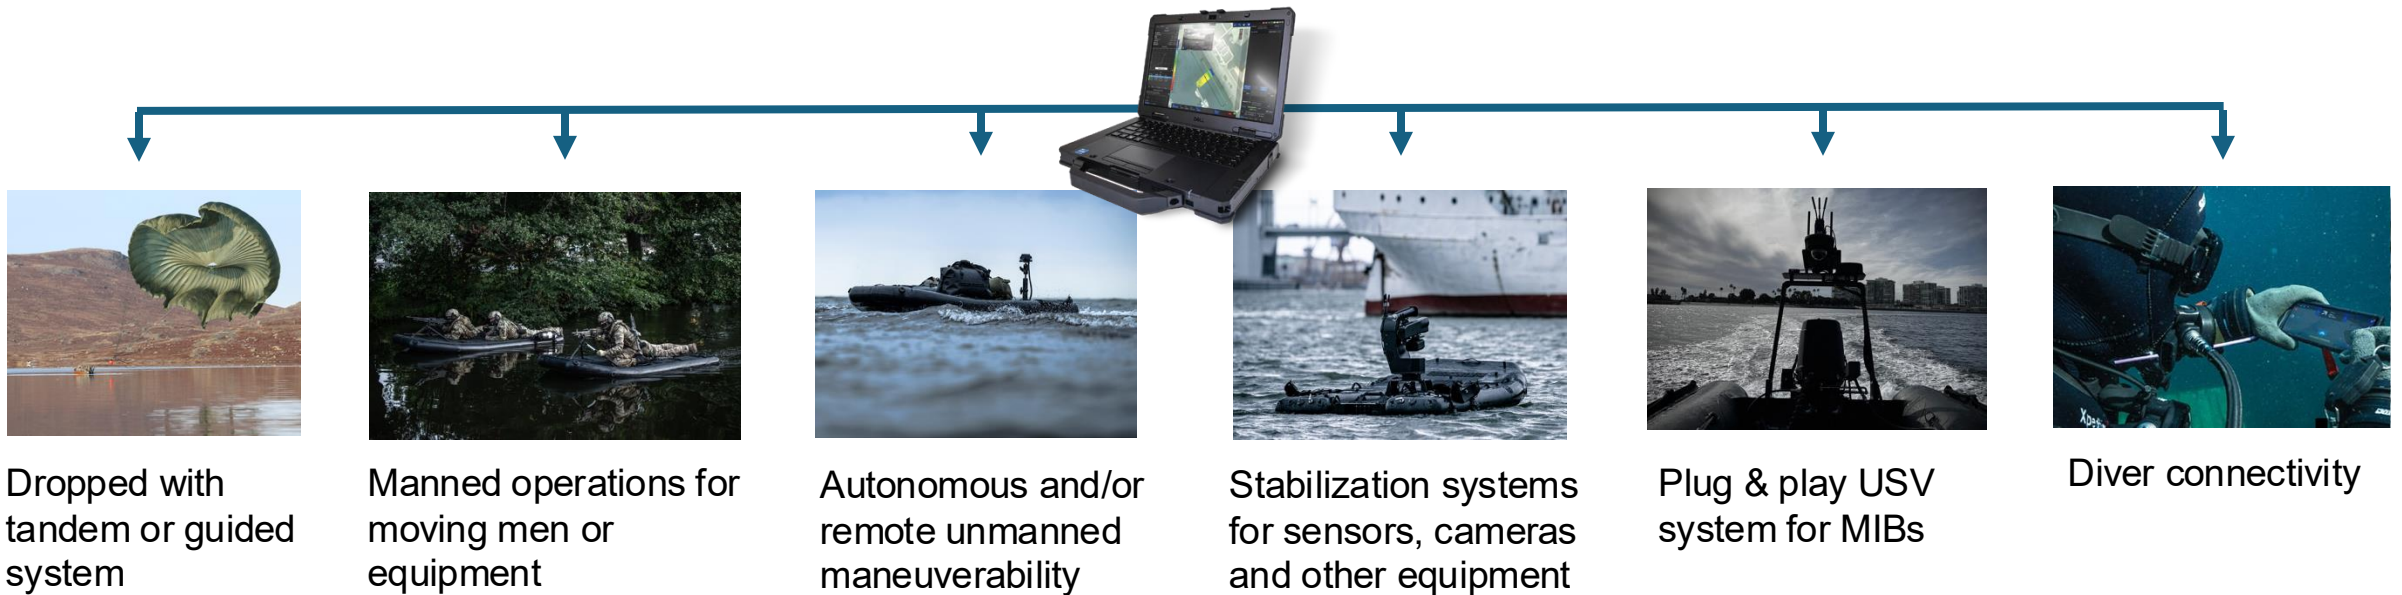 Dropped with
tandem or guided
system
Manned operations for
moving men or
equipment
Autonomous and/or
remote unmanned
maneuverability
Stabilization systems
for sensors, cameras
and other equipment
Plug & play USV
system for MIBs
Diver connectivity